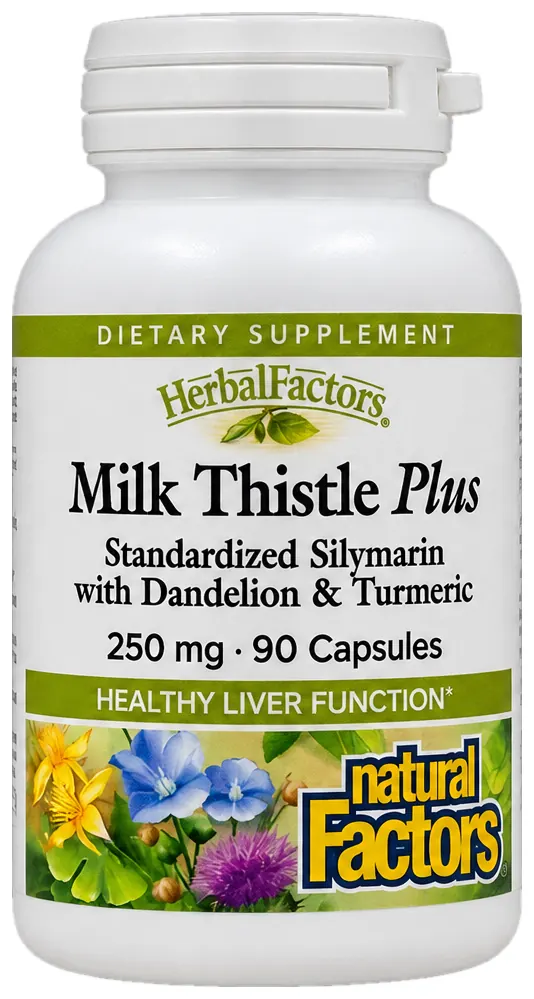 DIETARY SUPPLEMENT
HerbalFactors®
Milk Thistle Plus
Standardized Silymarin
with Dandelion & Turmeric
250 mg · 90 Capsules
HEALTHY LIVER FUNCTION*
natural
Factors®